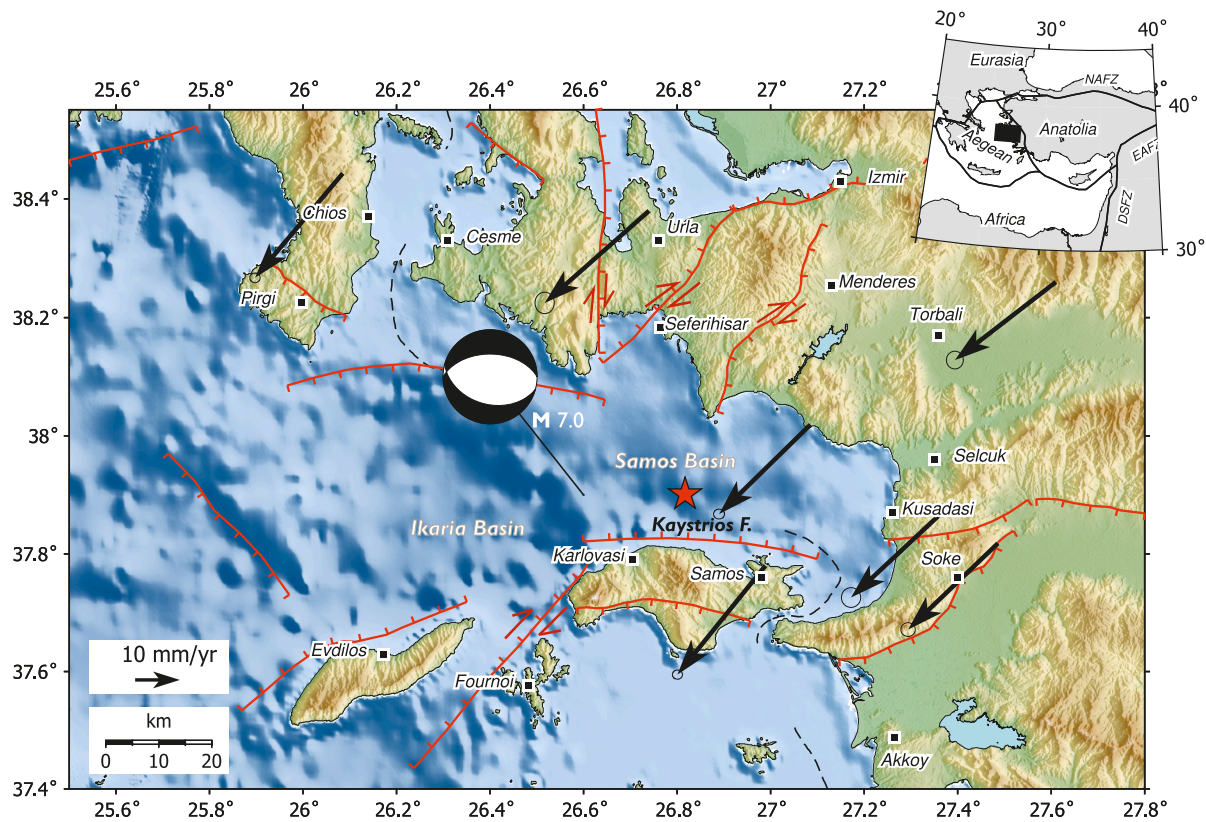 20° 30° 40°
Eurasia
NAFZ
40°
Anatolia
Aegean
EAFZ
Africa
DSFZ
30°
25.6° 25.8° 26° 26.2° 26.4° 26.6° 26.8° 27° 27.2°
38.4°
38.2°
38°
37.8°
37.6°
37.4°
Izmir
Chios
Cesme
Urla
Menderes
Pirgi
Seferihisar
Torbali
M 7.0
Samos Basin
Selcuk
Ikaria Basin
Kaystrios F.
Kusadasi
Karlovasi
Samos
Soke
Evdilos
Fournoi
Akkoy
10 mm/yr
km
0 10 20
25.6° 25.8° 26° 26.2° 26.4° 26.6° 26.8° 27° 27.2° 27.4° 27.6° 27.8°